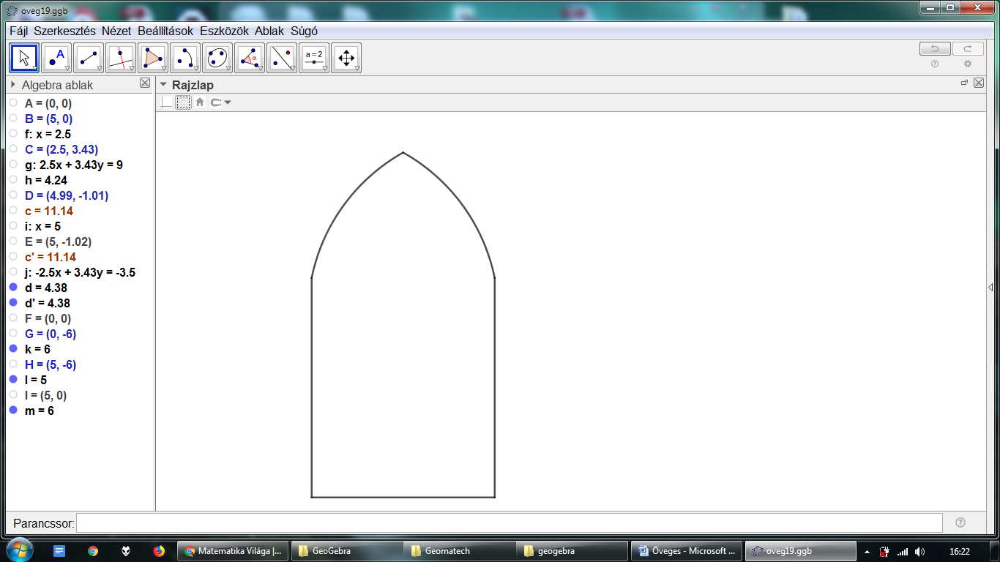 oveg19.ggb
Fájl Szerkesztés Nézet Beállítások Eszközök Ablak Súgó
A
α
a = 2
Algebra ablak
Rajzlap
A = (0, 0)
B = (5, 0)
f: x = 2.5
C = (2.5, 3.43)
g: 2.5x + 3.43y = 9
h = 4.24
D = (4.99, -1.01)
c = 11.14
i: x = 5
E = (5, -1.02)
c' = 11.14
j: -2.5x + 3.43y = -3.5
d = 4.38
d' = 4.38
F = (0, 0)
G = (0, -6)
k = 6
H = (5, -6)
l = 5
I = (5, 0)
m = 6
Parancssor:
Matematika Világa |...
GeoGebra
Geomatech
geogebra
Öveges - Microsoft ...
oveg19.ggb
16:22